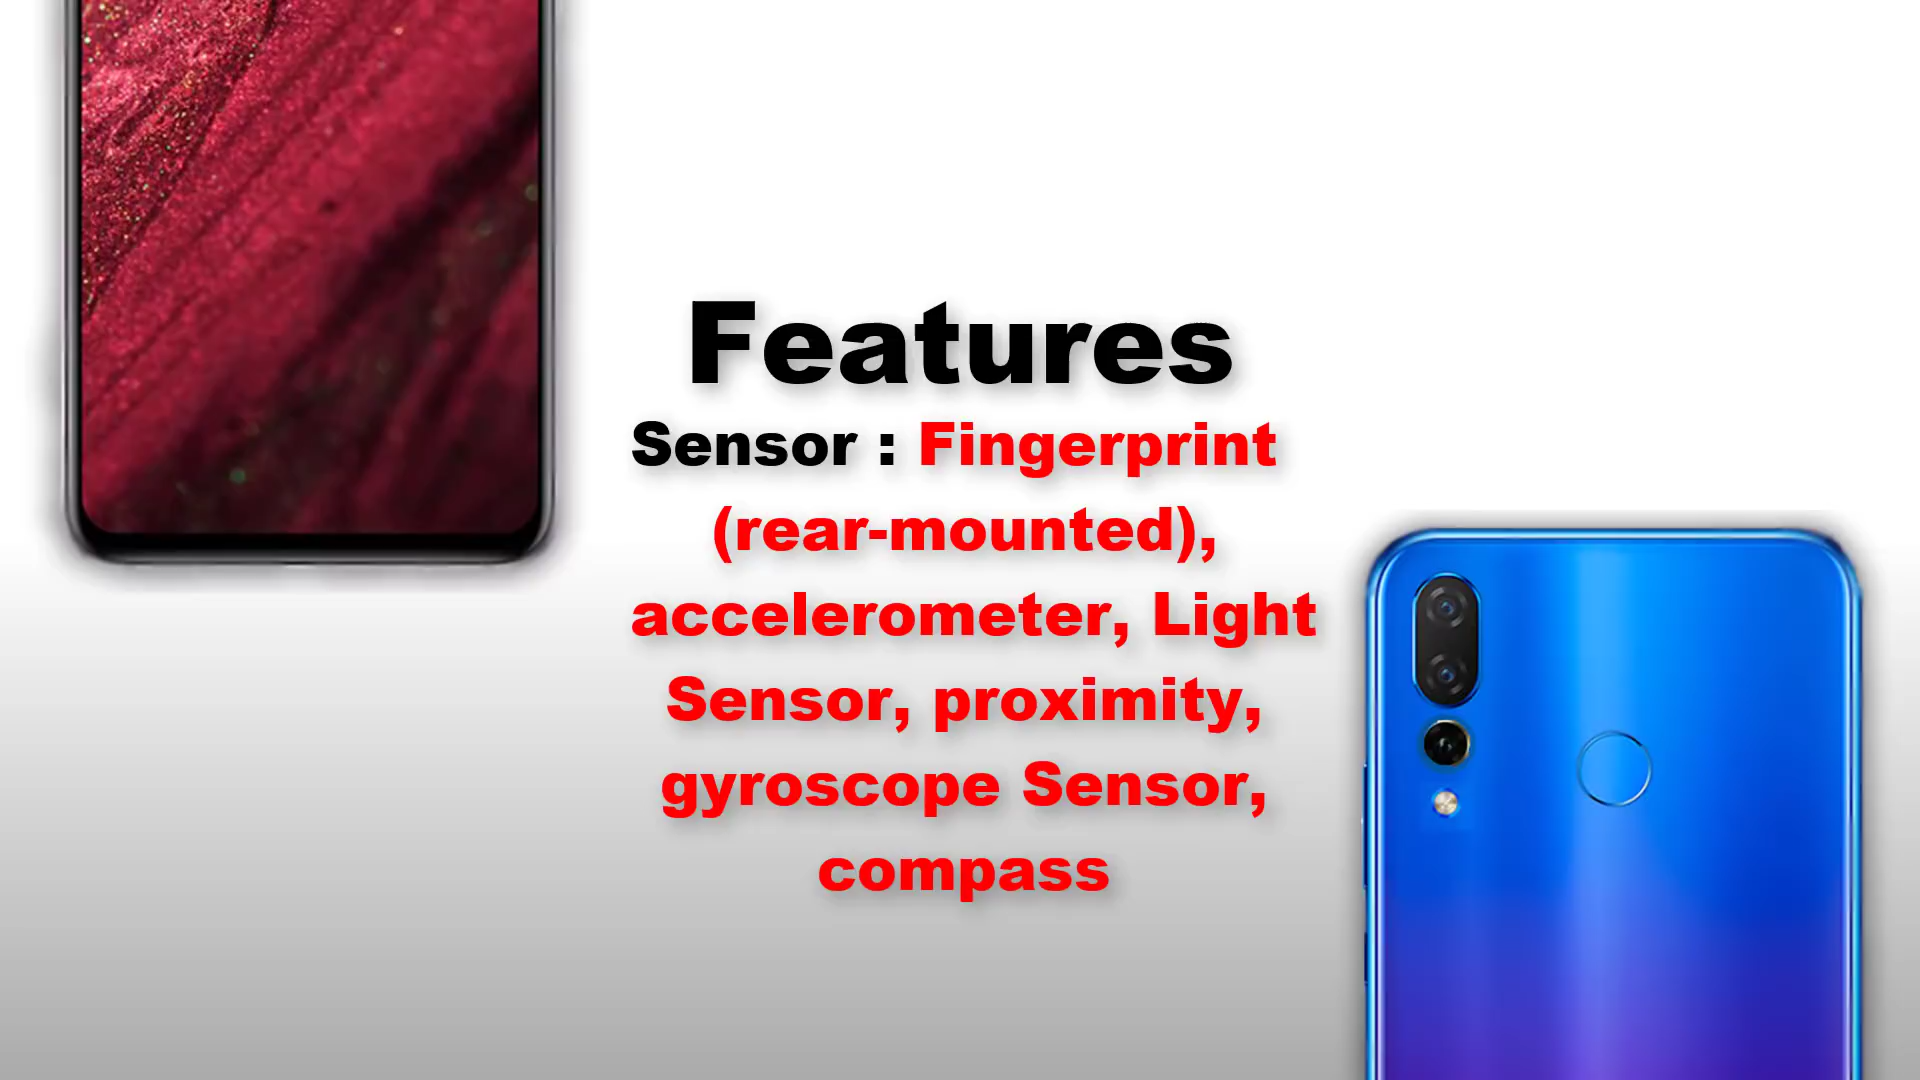 Features
Sensor : Fingerprint
(rear-mounted),
accelerometer, Light
Sensor, proximity,
gyroscope Sensor,
compass